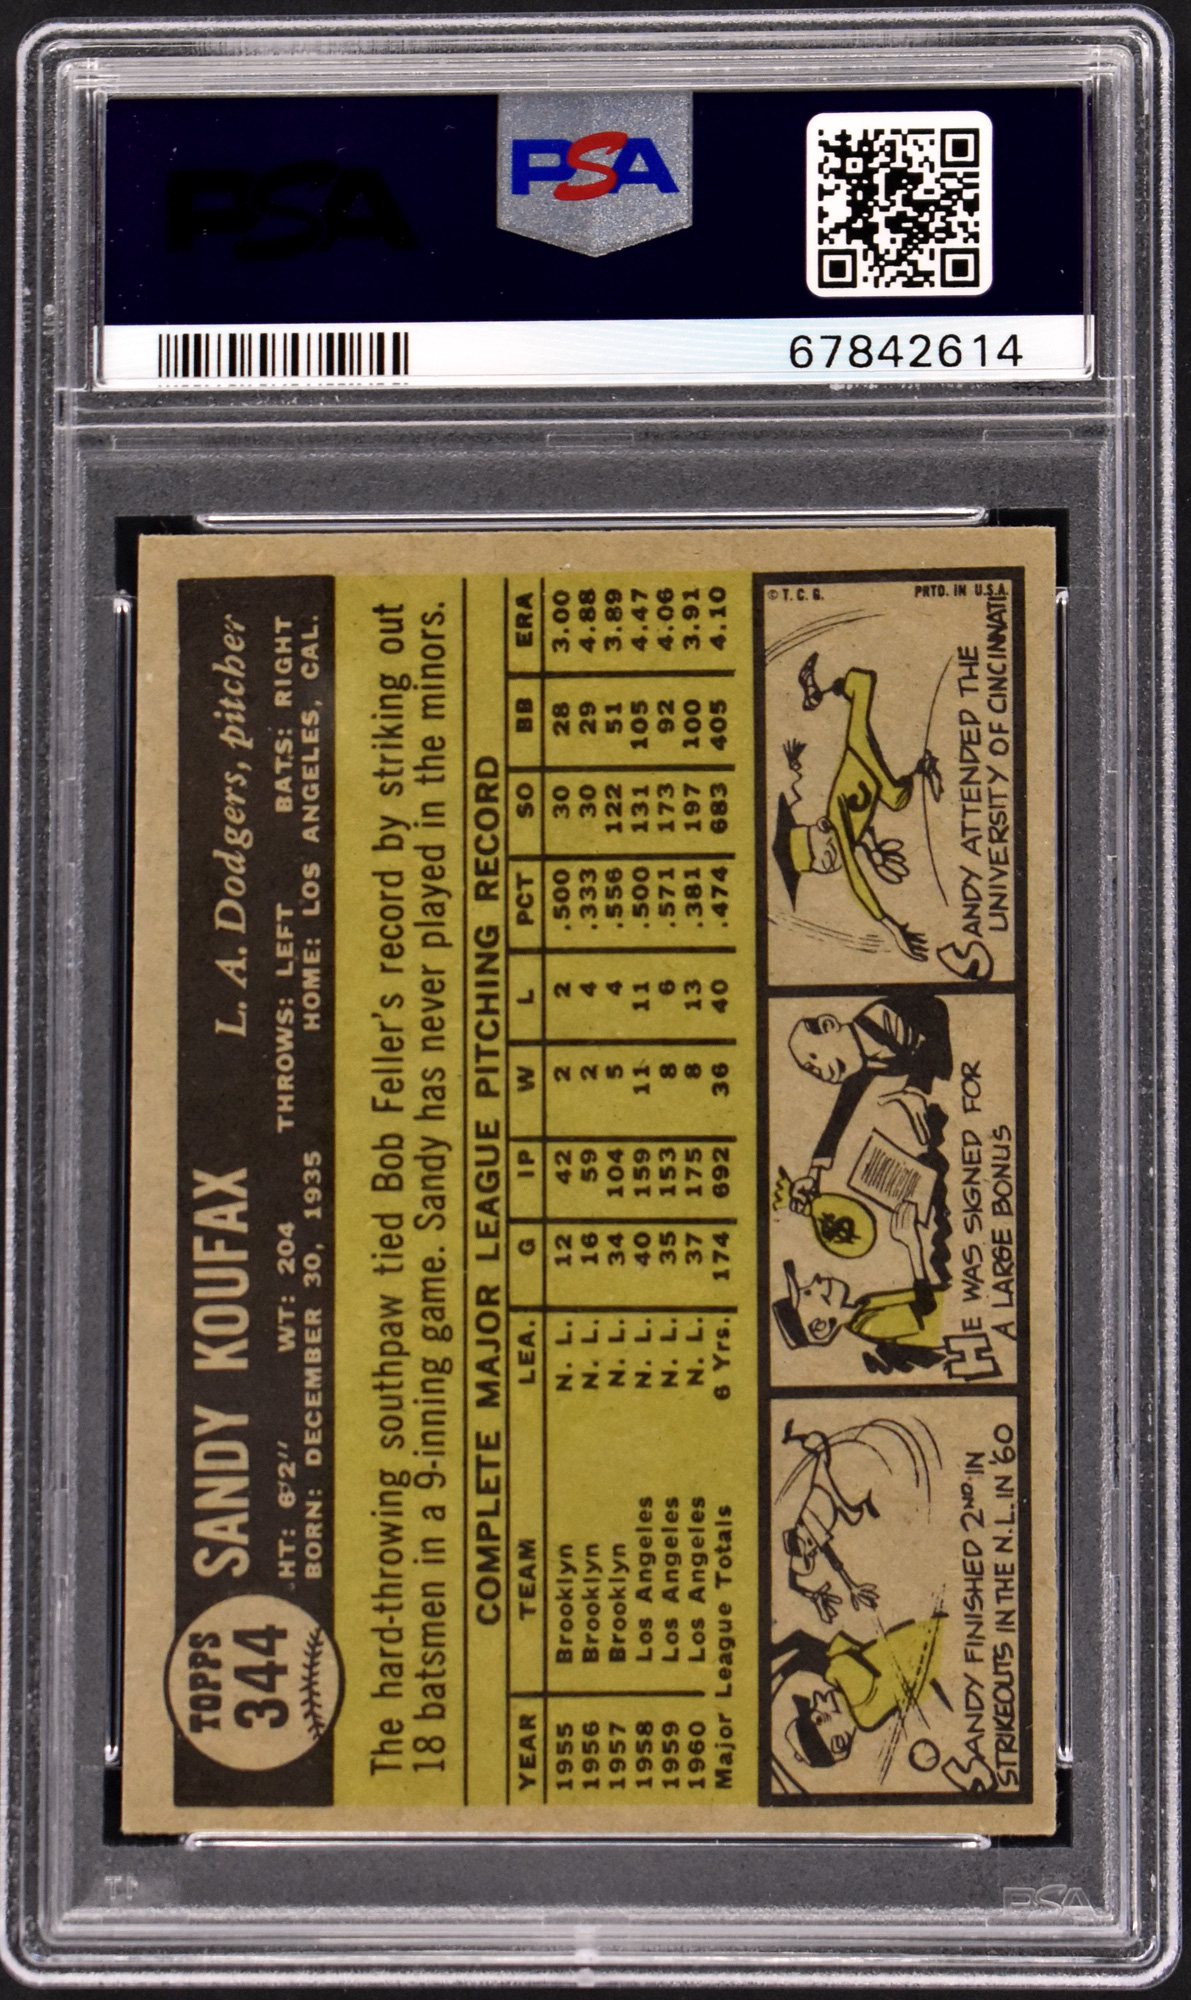 PSA
PSA
67842614
TOPPS
344
SANDY KOUFAX L. A. Dodgers, pitcher
HT: 6'2" WT: 204 THROWS: LEFT BATS: RIGHT
BORN: DECEMBER 30, 1935 HOME: LOS ANGELES, CAL.
The hard-throwing southpaw tied Bob Feller's record by striking out
18 batsmen in a 9-inning game. Sandy has never played in the minors.
COMPLETE MAJOR LEAGUE PITCHING RECORD
YEAR TEAM LEA. G IP W L PCT SO BB ERA
1955 Brooklyn N. L. 12 42 2 2 .500 30 28 3.00
1956 Brooklyn N. L. 16 59 2 4 .333 30 29 4.88
1957 Brooklyn N. L. 34 104 5 4 .556 122 51 3.89
1958 Los Angeles N. L. 40 159 11 11 .500 131 105 4.47
1959 Los Angeles N. L. 35 153 8 6 .571 173 92 4.06
1960 Los Angeles N. L. 37 175 8 13 .381 197 100 3.91
Major League Totals 6 Yrs. 174 692 36 40 .474 683 405 4.10
SANDY FINISHED 2ND IN
STRIKEOUTS IN THE N.L. IN '60
$
HE WAS SIGNED FOR
A LARGE BONUS
©T. C. G.
PRTD. IN U.S.A.
C
SANDY ATTENDED THE
UNIVERSITY OF CINCINNATI
PSA